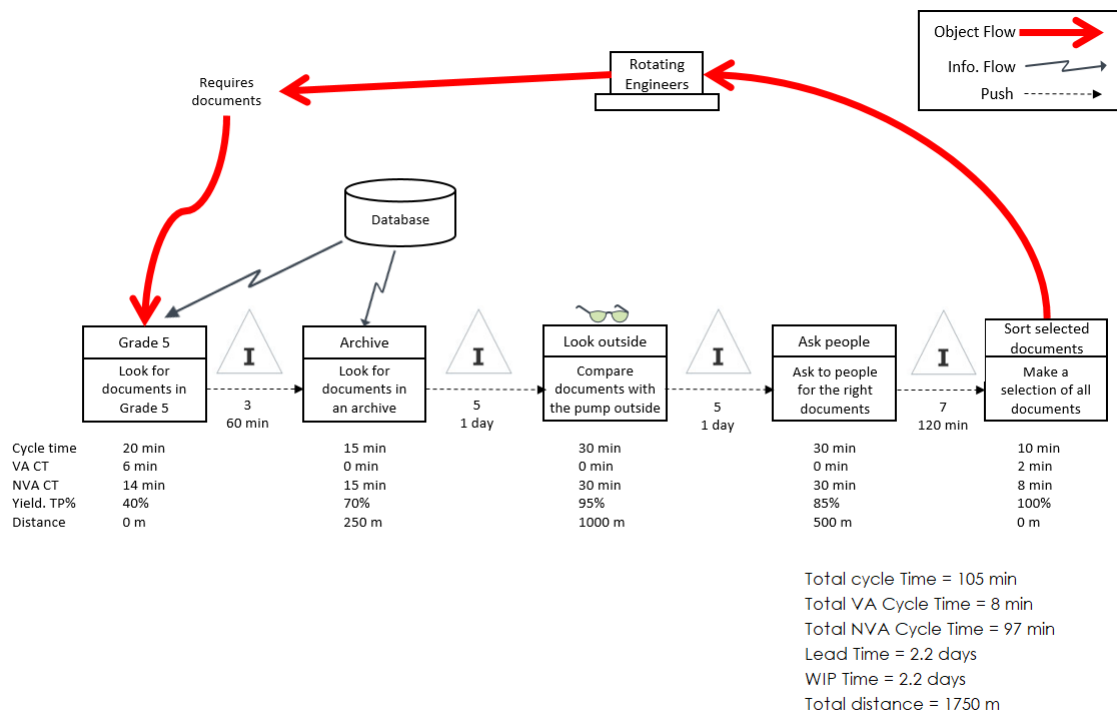 Object Flow
Info. Flow
Push
Rotating
Engineers
Requires
documents
Database
Grade 5
Look for
documents in
Grade 5
I
3
60 min
Archive
Look for
documents in
an archive
I
5
1 day
Look outside
Compare
documents with
the pump outside
I
5
1 day
Ask people
Ask to people
for the right
documents
I
7
120 min
Sort selected
documents
Make a
selection of all
documents
Cycle time 20 min 15 min 30 min 30 min 10 min
VA CT 6 min 0 min 0 min 0 min 2 min
NVA CT 14 min 15 min 30 min 30 min 8 min
Yield. TP% 40% 70% 95% 85% 100%
Distance 0 m 250 m 1000 m 500 m 0 m
Total cycle Time = 105 min
Total VA Cycle Time = 8 min
Total NVA Cycle Time = 97 min
Lead Time = 2.2 days
WIP Time = 2.2 days
Total distance = 1750 m